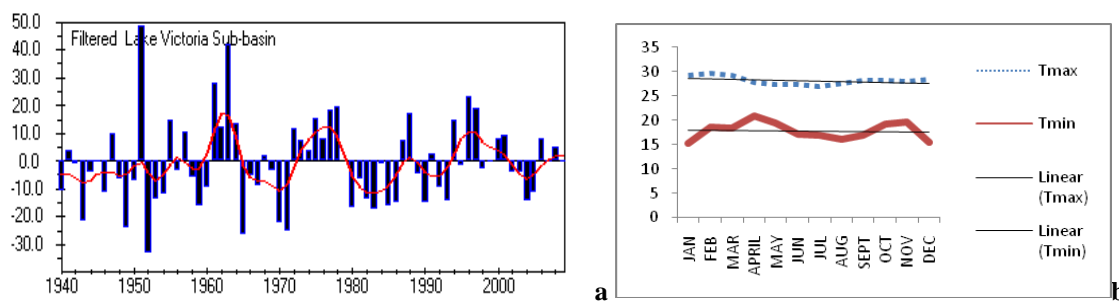 Filtered Lake Victoria Sub-basin
50.0
40.0
30.0
20.0
10.0
0.0
-10.0
-20.0
-30.0
1940 1950 1960 1970 1980 1990 2000
a
35
30
25
20
15
10
5
0
JAN FEB MAR APRIL MAY JUN JUL AUG SEPT OCT NOV DEC
Tmax
Tmin
Linear
(Tmax)
Linear
(Tmin)